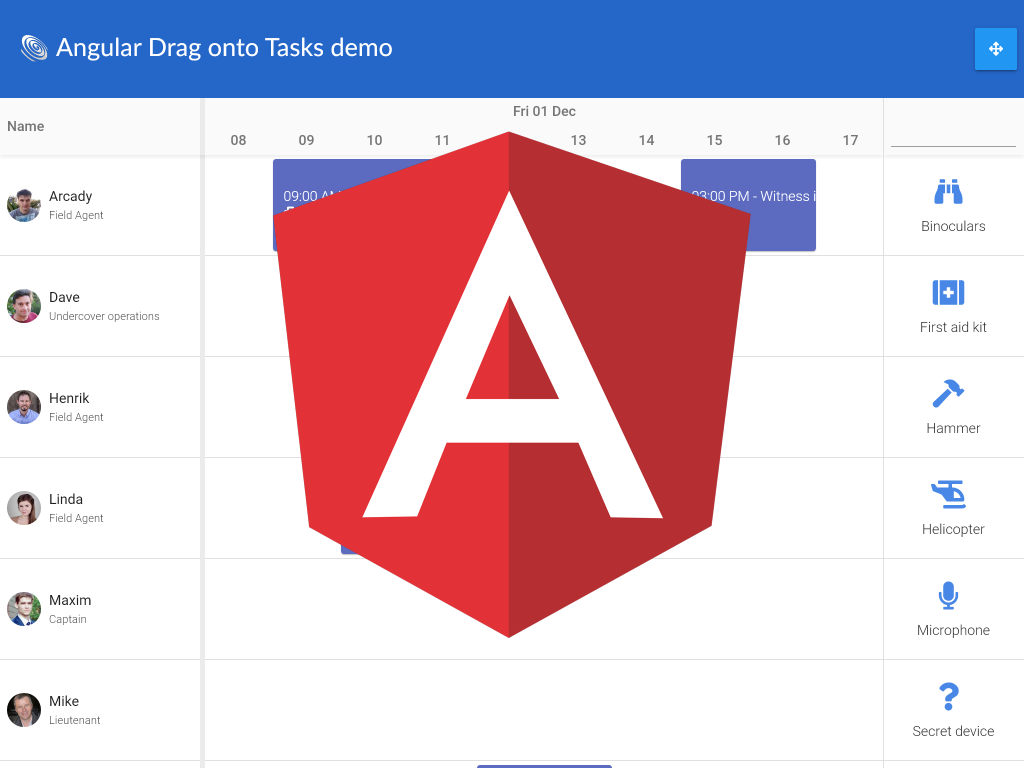 Angular Drag onto Tasks demo
Name
Fri 01 Dec
08 09 10 11 13 14 15 16 17
Arcady
Field Agent
09:00 AM
03:00 PM - Witness i
Binoculars
Dave
Undercover operations
First aid kit
Henrik
Field Agent
Hammer
Linda
Field Agent
Helicopter
Maxim
Captain
Microphone
Mike
Lieutenant
Secret device